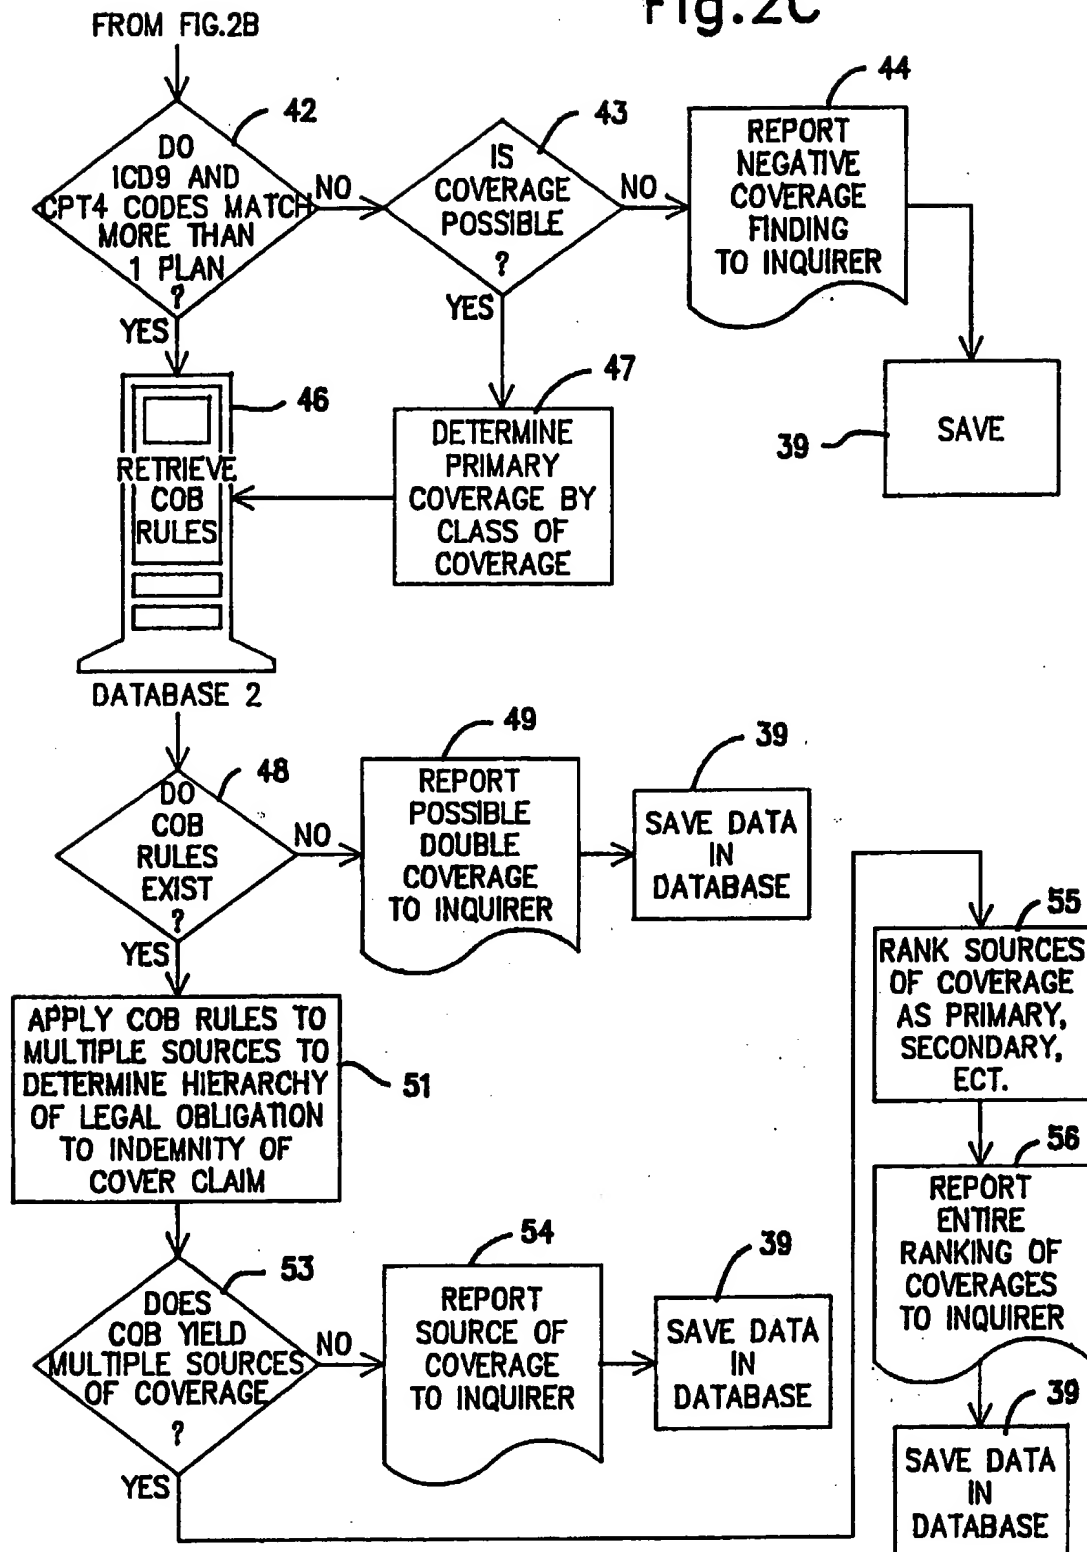 Fig.2C
FROM FIG.2B
42
DO
ICD9 AND
CPT4 CODES MATCH
MORE THAN
1 PLAN
?
NO
YES
43
IS
COVERAGE
POSSIBLE
?
NO
YES
44
REPORT
NEGATIVE
COVERAGE
FINDING
TO INQUIRER
39
SAVE
46
RETRIEVE
COB
RULES
DATABASE 2
47
DETERMINE
PRIMARY
COVERAGE BY
CLASS OF
COVERAGE
48
DO
COB
RULES
EXIST
?
NO
YES
49
REPORT
POSSIBLE
DOUBLE
COVERAGE
TO INQUIRER
39
SAVE DATA
IN
DATABASE
APPLY COB RULES TO
MULTIPLE SOURCES TO
DETERMINE HIERARCHY
OF LEGAL OBLIGATION
TO INDEMNITY OF
COVER CLAIM
51
53
DOES
COB YIELD
MULTIPLE SOURCES
OF COVERAGE
?
NO
YES
54
REPORT
SOURCE OF
COVERAGE
TO INQUIRER
39
SAVE DATA
IN
DATABASE
55
RANK SOURCES
OF COVERAGE
AS PRIMARY,
SECONDARY,
ECT.
56
REPORT
ENTIRE
RANKING OF
COVERAGES
TO INQUIRER
39
SAVE DATA
IN
DATABASE